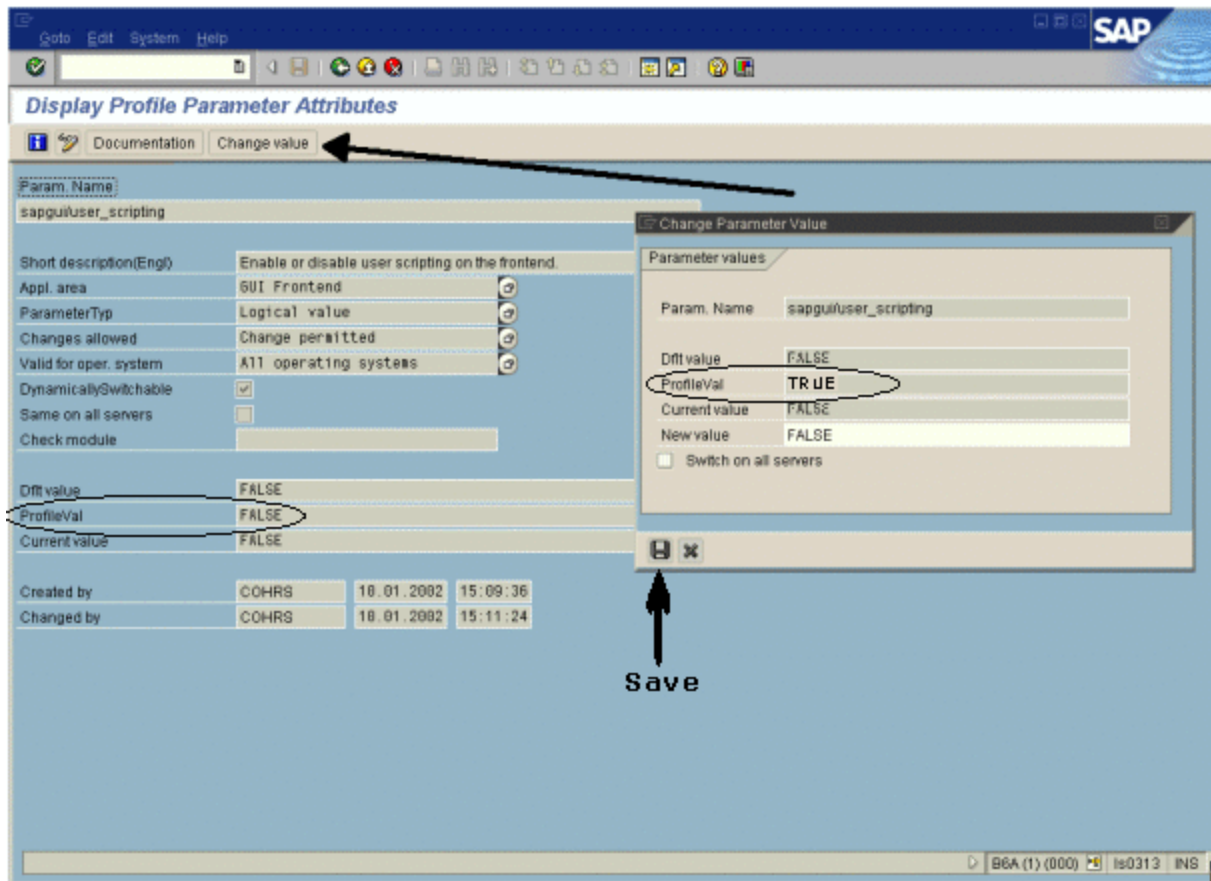 Goto Edit System Help
SAP
Display Profile Parameter Attributes
Documentation Change value
Param. Name
sapgui/user_scripting
Short description(Engl) Enable or disable user scripting on the frontend.
Appl. area GUI Frontend
ParameterTyp Logical value
Changes allowed Change permitted
Valid for oper. system All operating systems
DynamicallySwitchable
Same on all servers
Check module
Dflt value FALSE
ProfileVal FALSE
Current value FALSE
Created by COHRS 18.01.2002 15:09:36
Changed by COHRS 18.01.2002 15:11:24
Change Parameter Value
Parameter values
Param. Name sapgui/user_scripting
Dflt value FALSE
ProfileVal TRUE
Current value FALSE
New value FALSE
Switch on all servers
Save
B6A (1) (000) ls0313 INS